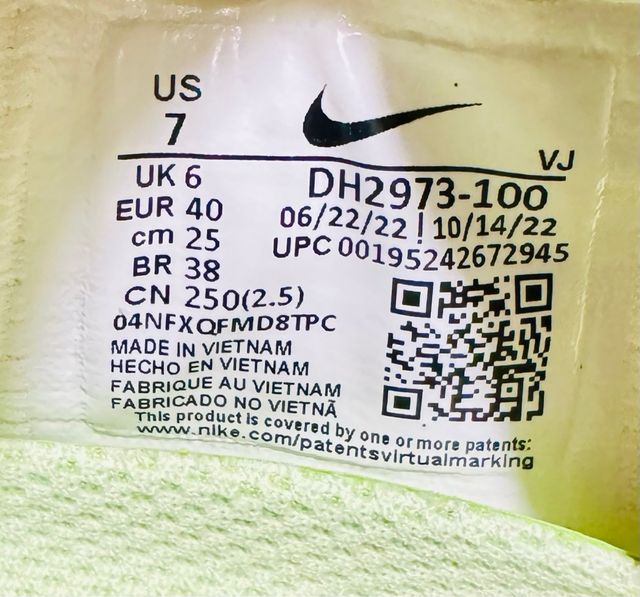 US
7
VJ
UK 6
EUR 40
cm 25
BR 38
CN 250(2.5)
DH2973-100
06/22/22 | 10/14/22
UPC 00195242672945
04NFXQFMD8TPC
MADE IN VIETNAM
HECHO EN VIETNAM
FABRIQUE AU VIETNAM
FABRICADO NO VIETNÃ
This product is covered by one or more patents:
www.nike.com/patentsvirtualmarking